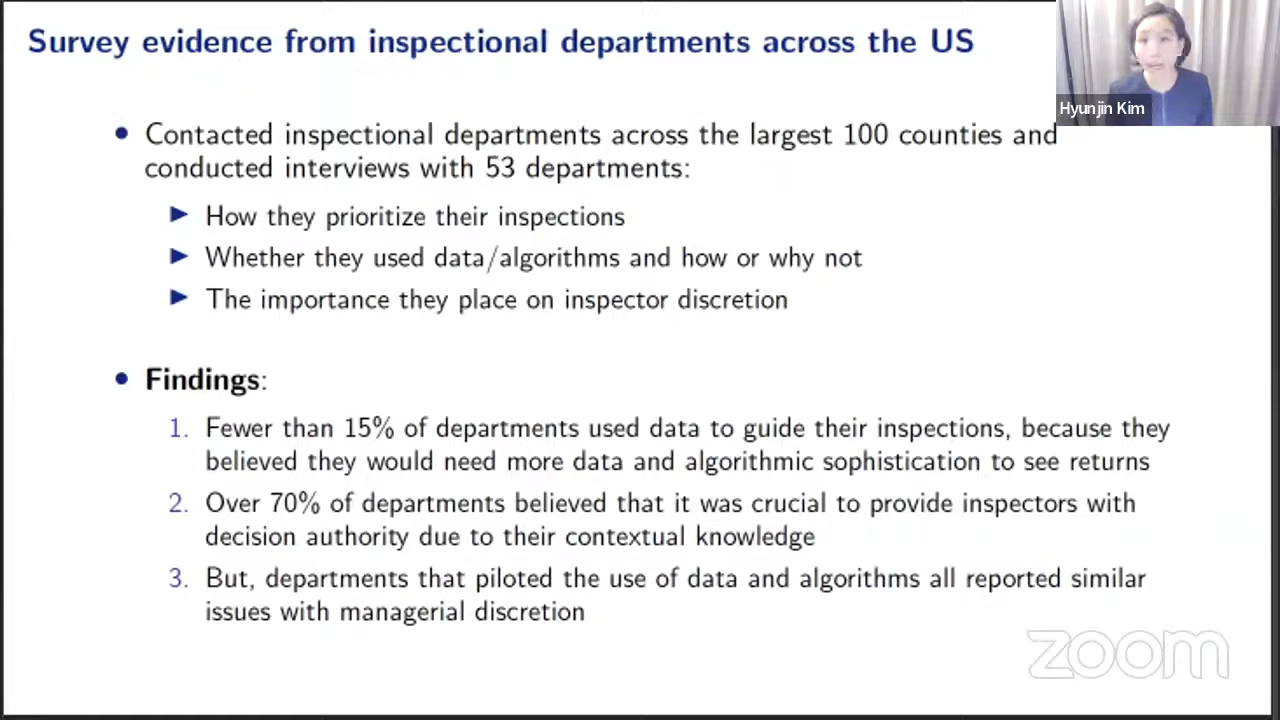 Survey evidence from inspectional departments across the US
Hyunjin Kim
• Contacted inspectional departments across the largest 100 counties and
conducted interviews with 53 departments:
▶ How they prioritize their inspections
▶ Whether they used data/algorithms and how or why not
▶ The importance they place on inspector discretion
• Findings:
1. Fewer than 15% of departments used data to guide their inspections, because they
believed they would need more data and algorithmic sophistication to see returns
2. Over 70% of departments believed that it was crucial to provide inspectors with
decision authority due to their contextual knowledge
3. But, departments that piloted the use of data and algorithms all reported similar
issues with managerial discretion
zoom